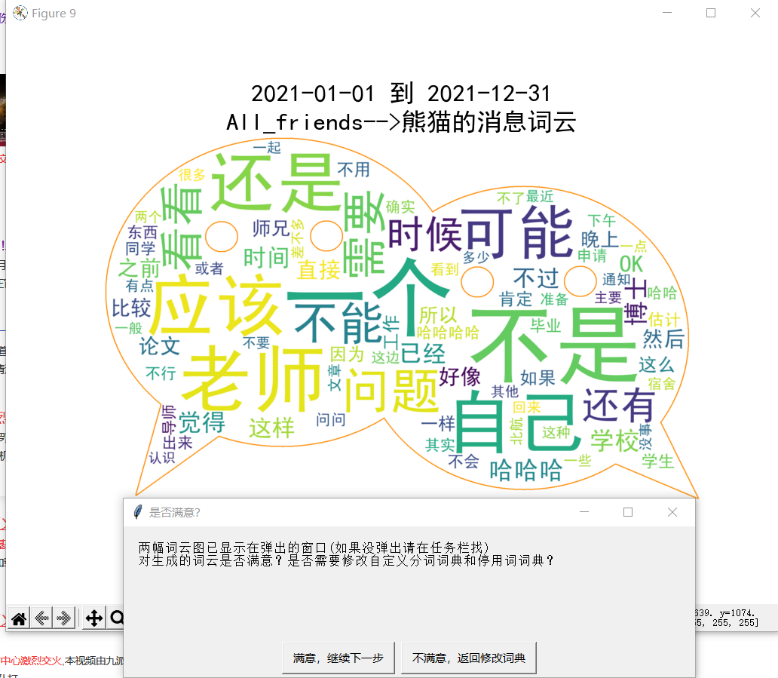 Figure 9
2021-01-01 到 2021-12-31
All_friends-->熊猫的消息词云
一起
很多
还是
不用
看看
需要
确实
不了
最近
两个
东西
师兄
差不多
时候
可能
下午
同学
时间
多少
晚上
一点
之前
或者
直接
看到
不过
申请
OK
有点
一个
肯定
准备
通知
哈哈
比较
应该
不能
工作
所以
主要
博士
一般
哈哈哈哈
毕业
不是
估计
论文
不要
因为
这边
已经
然后
不行
老师
文章
问题
好像
如果
这么
其他
宿舍
导师
觉得
这样
问问
一样
自己
回来
还有
出来
其实
北航
这种
学校
没事
认识
不会
哈哈哈
一些
学生
是否满意?
两幅词云图已显示在弹出的窗口(如果没弹出请在任务栏找)
对生成的词云是否满意？是否需要修改自定义分词词典和停用词词典？
满意，继续下一步
不满意，返回修改词典
639. y=1074.
55, 255, 255]
中心激烈交火,本视频由九派